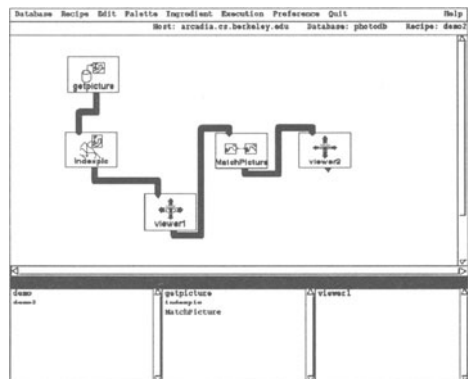 Database Recipe Edit Palette Ingredient Execution Preference Quit Help
Host: arcadia.cs.berkeley.edu Database: photodb Recipe: demo2
getpicture
Indexpic
MatchPicture
viewer2
viewer1
demo
demo2
getpicture
Indexpic
MatchPicture
viewer1